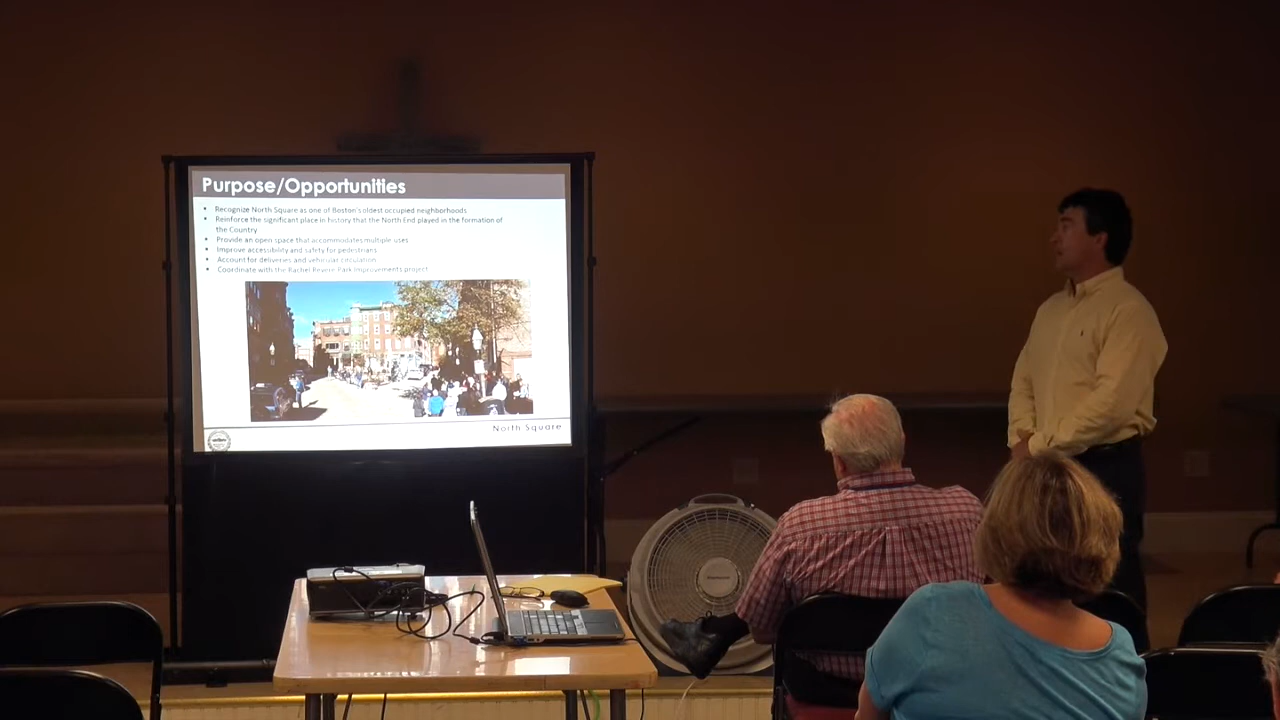 Purpose/Opportunities
• Recognize North Square as one of Boston's oldest occupied neighborhoods
• Reinforce the significant place in history that the North End played in the formation of
the Country
• Provide an open space that accommodates multiple uses
• Improve accessibility and safety for pedestrians
• Account for deliveries and vehicular circulation
• Coordinate with the Rachel Revere Park improvements project
North Square